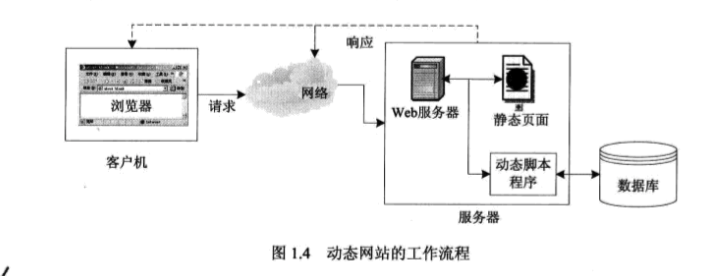 响应
浏览器
请求
网络
Web服务器
静态页面
动态脚本
程序
数据库
客户机
服务器
图 1.4 动态网站的工作流程